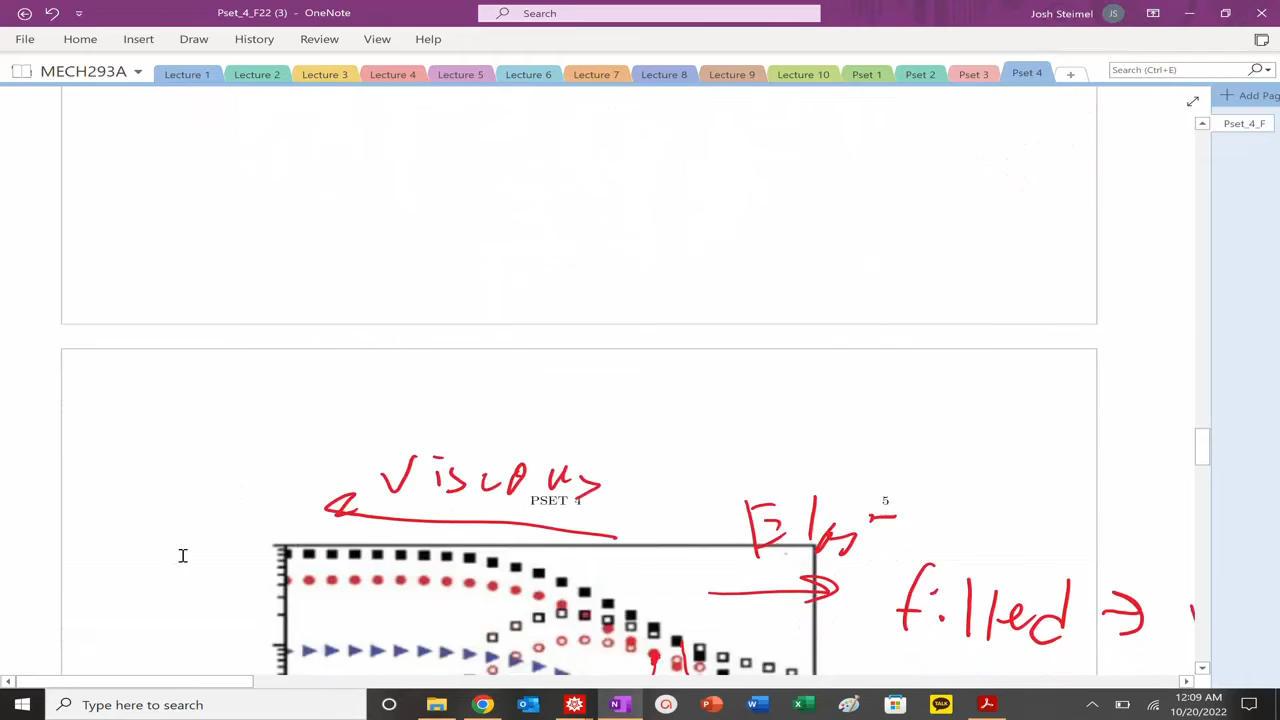 Pset_4_F22 (3) - OneNote
Search
Josh Steimel
JS
File Home Insert Draw History Review View Help
MECH293A
Lecture 1 Lecture 2 Lecture 3 Lecture 4 Lecture 5 Lecture 6 Lecture 7 Lecture 8 Lecture 9 Lecture 10 Pset 1 Pset 2 Pset 3 Pset 4
Search (Ctrl+E)
Add Pag
Pset_4_F
Viscous
PSET 4
5
Elas
filled →
Type here to search
TALK
12:09 AM
10/20/2022